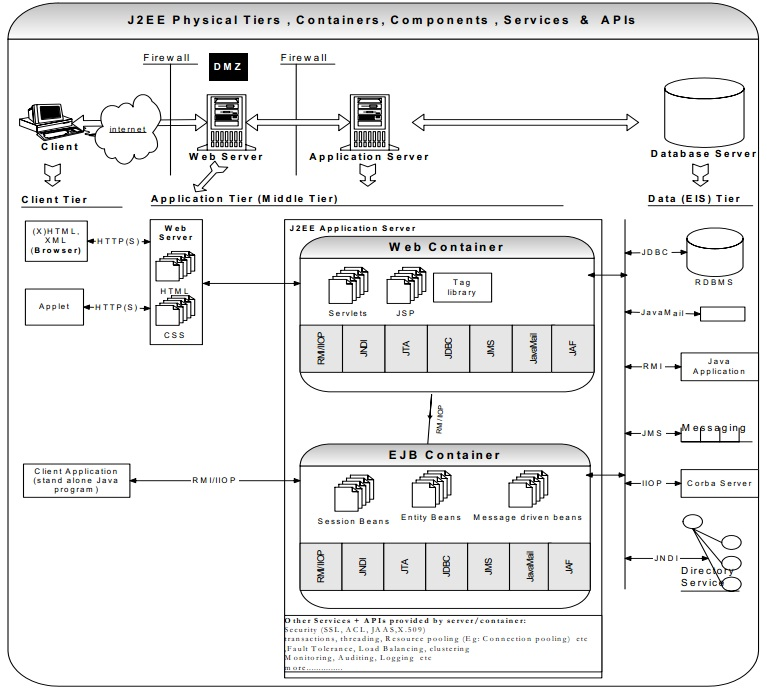 J2EE Physical Tiers , Containers, Components , Services & APIs
Firewall
DMZ
Firewall
internet
Client
Web Server
Application Server
Database Server
Client Tier
Application Tier (Middle Tier)
Data (EIS) Tier
(X)HTML,
XML
(Browser)
HTTP(S)
Web
Server
HTML
CSS
Applet
HTTP(S)
J2EE Application Server
Web Container
Servlets
JSP
Tag
library
RMI/IIOP
JNDI
JTA
JDBC
JMS
JavaMail
JAF
RMI/IIOP
EJB Container
Session Beans
Entity Beans
Message driven beans
RMI/IIOP
JNDI
JTA
JDBC
JMS
JavaMail
JAF
Client Application
(stand alone Java
program)
RMI/IIOP
JDBC
RDBMS
JavaMail
RMI
Java
Application
JMS
Messaging
IIOP
Corba Server
JNDI
Directory
Service
Other Services + APIs provided by server/container:
Security (SSL, ACL, JAAS,X.509)
transactions, threading, Resource pooling (Eg: Connection pooling) etc
,Fault Tolerance, Load Balancing, clustering
Monitoring, Auditing, Logging etc
more...............